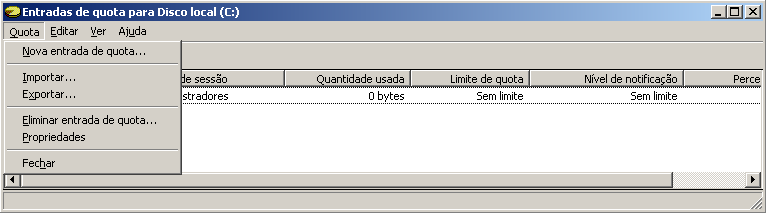 Entradas de quota para Disco local (C:)
Quota Editar Ver Ajuda
Nova entrada de quota...
Importar...
Exportar...
Eliminar entrada de quota...
Propriedades
Fechar
de sessão Quantidade usada Limite de quota Nível de notificação Perce
stradores 0 bytes Sem limite Sem limite